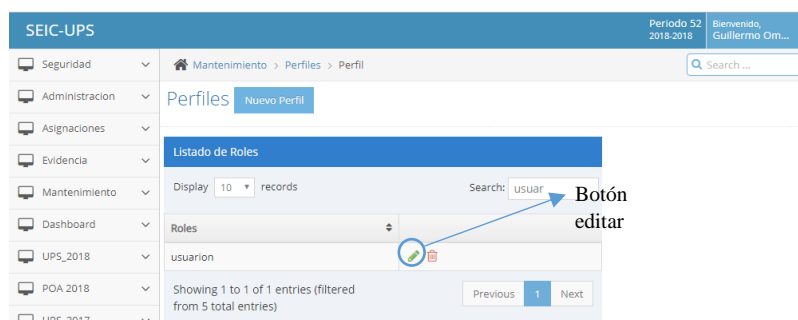 SEIC-UPS
Periodo 52
2018-2018
Bienvenido,
Guillermo Om...
Seguridad
Administracion
Asignaciones
Evidencia
Mantenimiento
Dashboard
UPS_2018
POA 2018
UPS 2017
Mantenimiento > Perfiles > Perfil
Search ...
Perfiles
Nuevo Perfil
Listado de Roles
Display 10 records
Search: usuar
Botón
editar
Roles
usuarion
Showing 1 to 1 of 1 entries (filtered
from 5 total entries)
Previous 1 Next